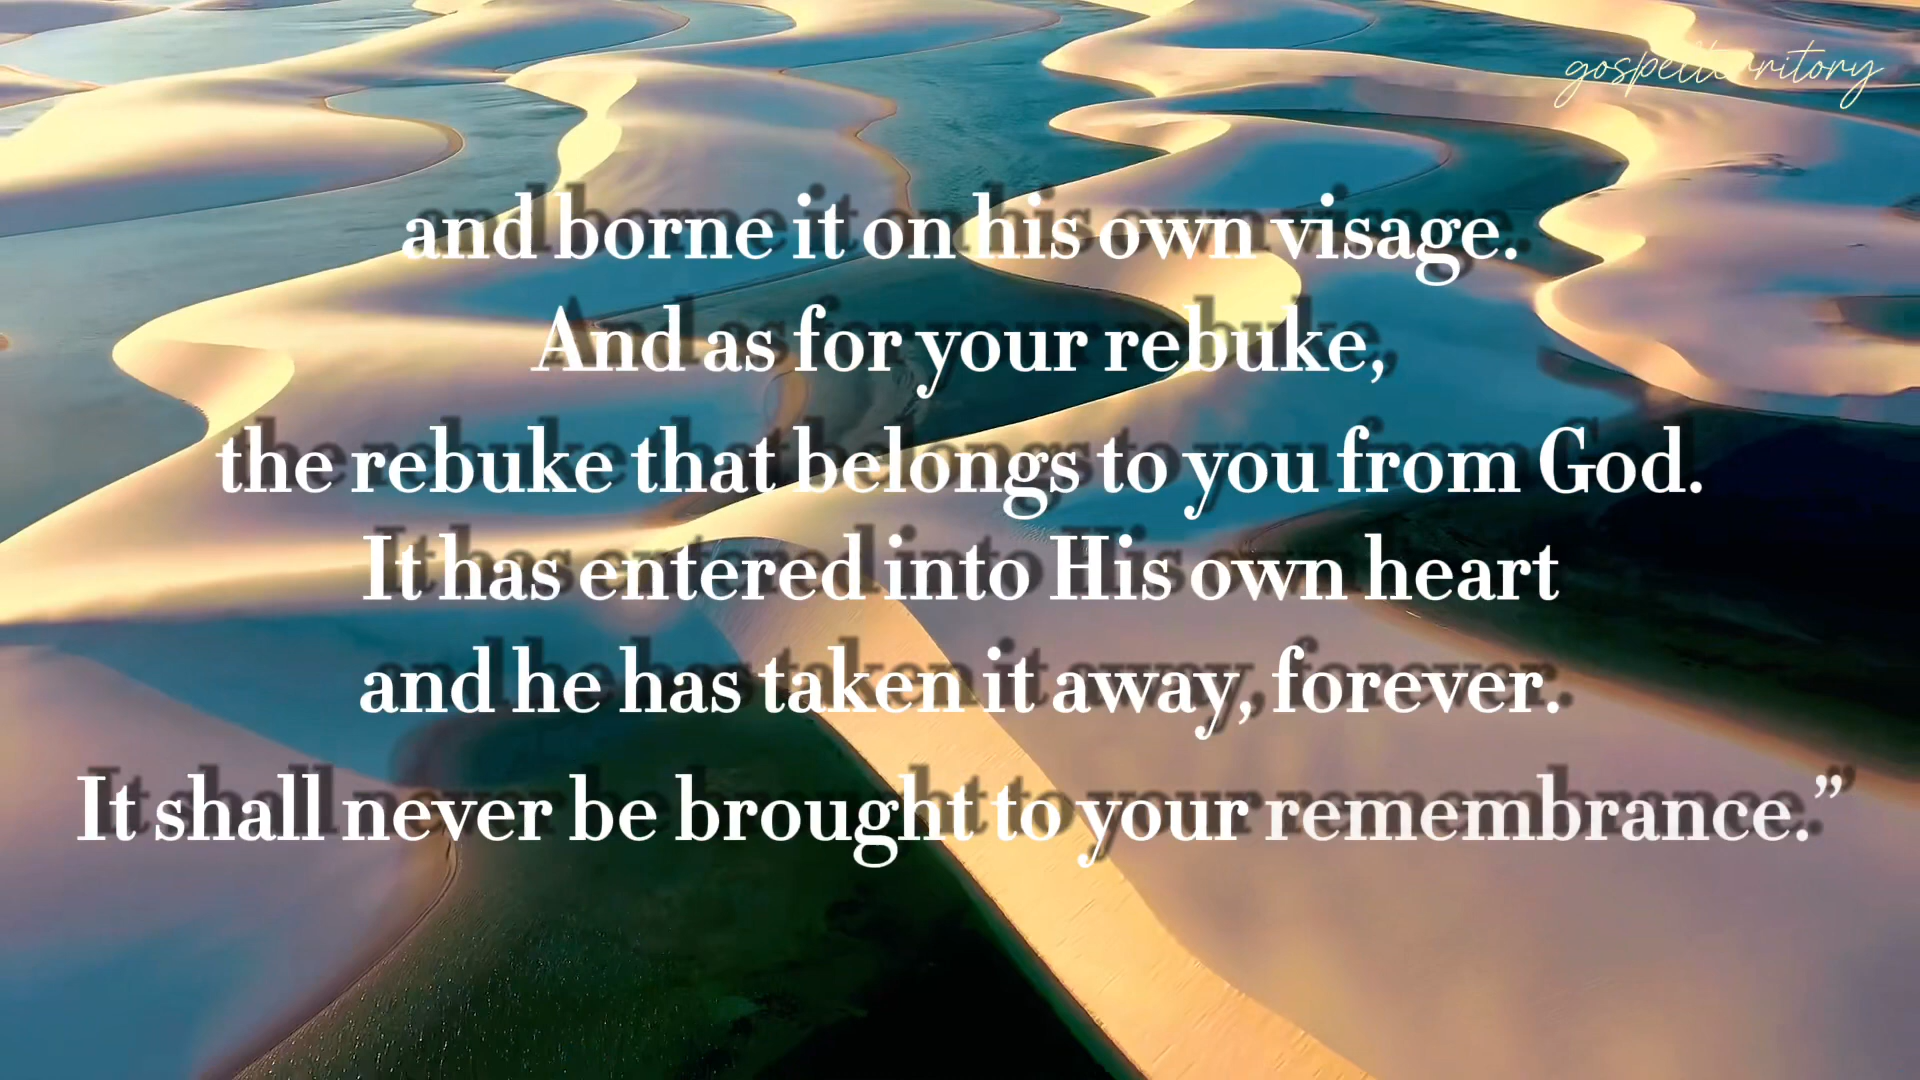 gospelterritory
and borne it on his own visage.
And as for your rebuke,
the rebuke that belongs to you from God.
It has entered into His own heart
and he has taken it away, forever.
It shall never be brought to your remembrance.”